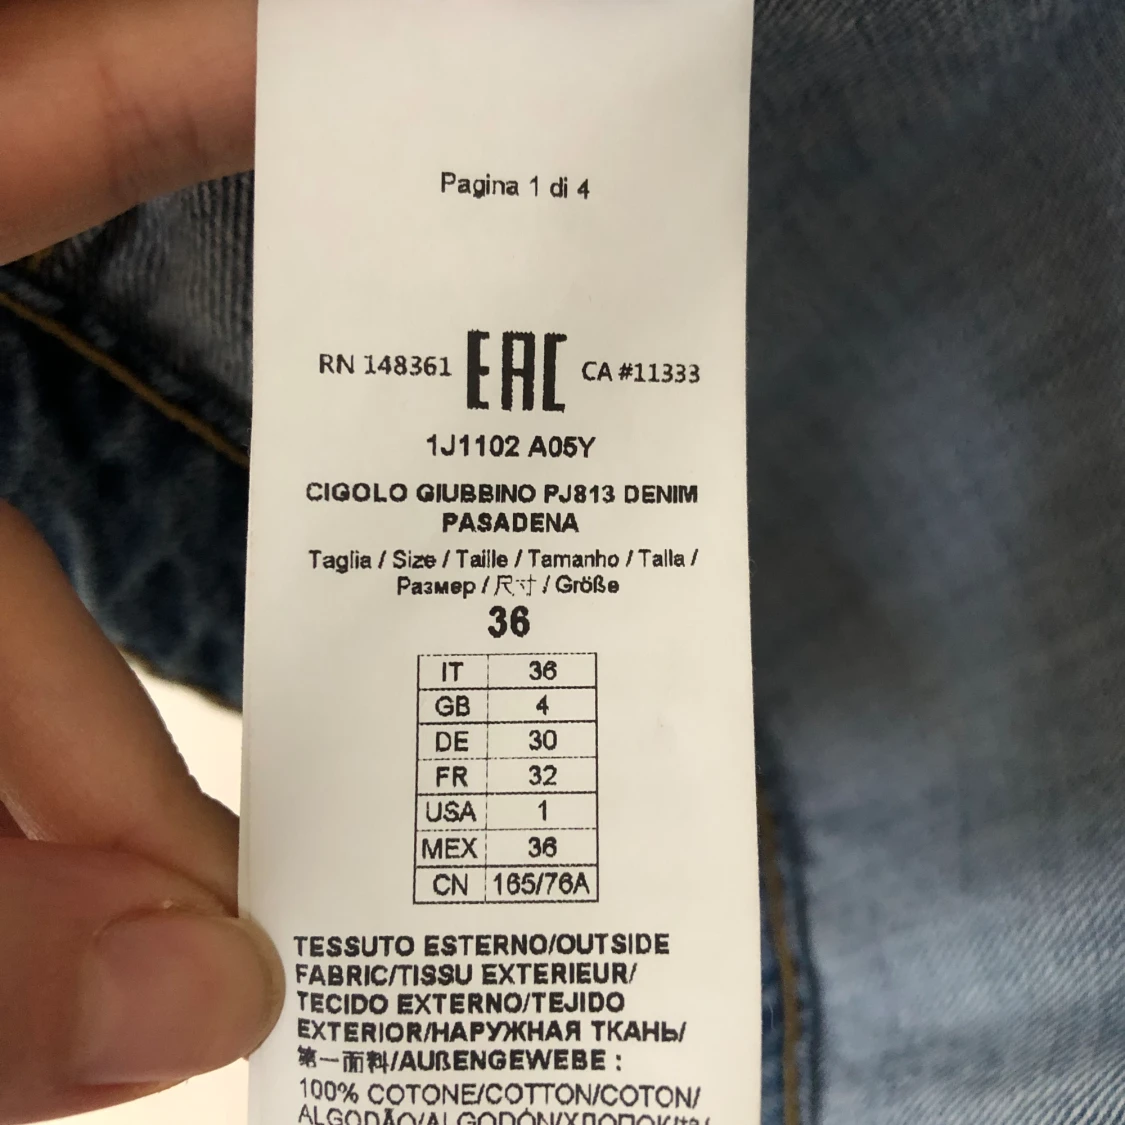 Pagina 1 di 4
RN 148361 EAC CA #11333
1J1102 A05Y
CIGOLO GIUBBINO PJ813 DENIM
PASADENA
Taglia / Size / Taille / Tamanho / Talla /
Размер / 尺寸 / Größe
36
IT 36
GB 4
DE 30
FR 32
USA 1
MEX 36
CN 165/76A
TESSUTO ESTERNO/OUTSIDE
FABRIC/TISSU EXTERIEUR/
TECIDO EXTERNO/TEJIDO
EXTERIOR/НАРУЖНАЯ ТКАНЬ/
第一面料/AUßENGEWEBE :
100% COTONE/COTTON/COTON/
ALGODÃO/ALGODÓN/ХЛОПОК/